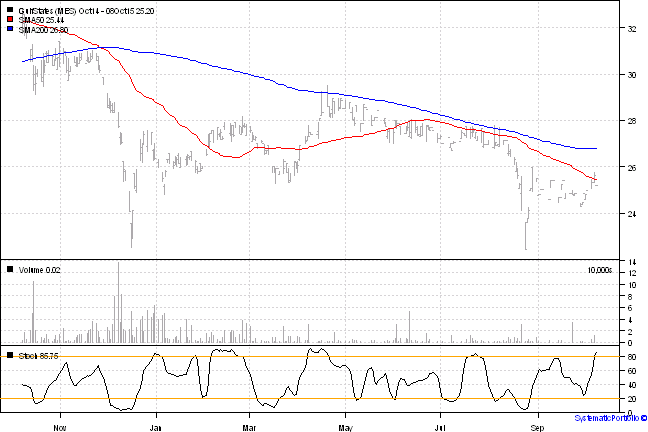 GulfStates (MES) Oct14 - 08Oct15 25.20
SMA50 25.44
SMA200 26.80
32
30
28
26
24
Volume 0.02
10,000s
14
12
10
8
6
4
2
0
Stoch 85.75
80
60
40
20
0
Nov Jan Mar May Jul Sep
SystematicPortfolio ©